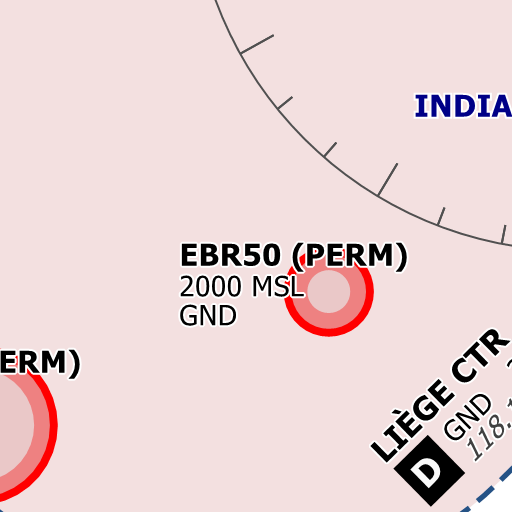 INDIA
EBR50 (PERM)
2000 MSL
GND
ERM)
LIÈGE CTR
D
GND
118.